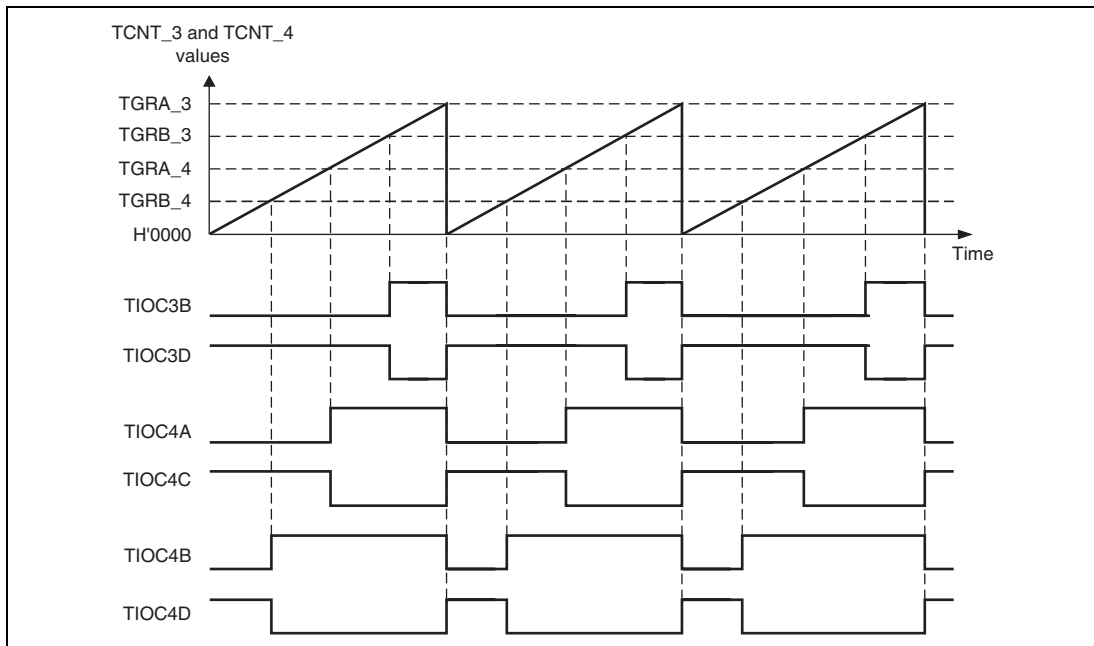 TCNT_3 and TCNT_4
values
TGRA_3
TGRB_3
TGRA_4
TGRB_4
H'0000
Time
TIOC3B
TIOC3D
TIOC4A
TIOC4C
TIOC4B
TIOC4D